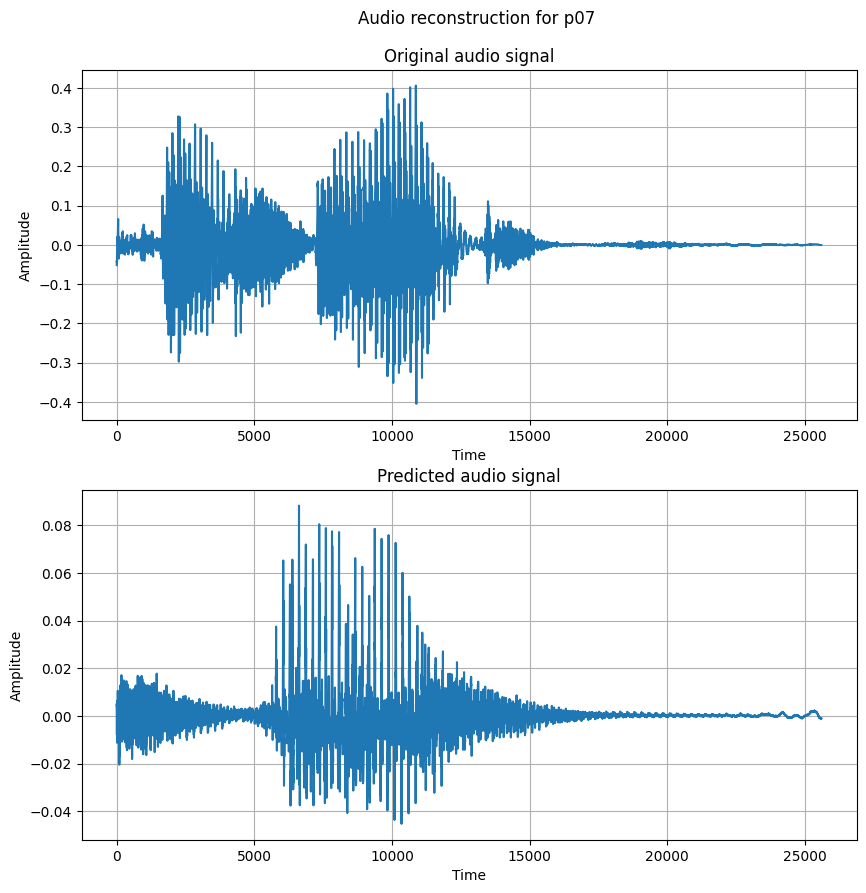 Audio reconstruction for p07
Original audio signal
0.4
0.3
0.2
0.1
0.0
−0.1
−0.2
−0.3
−0.4
Amplitude
0 5000 10000 15000 20000 25000
Time
Predicted audio signal
0.08
0.06
0.04
0.02
0.00
−0.02
−0.04
Amplitude
0 5000 10000 15000 20000 25000
Time